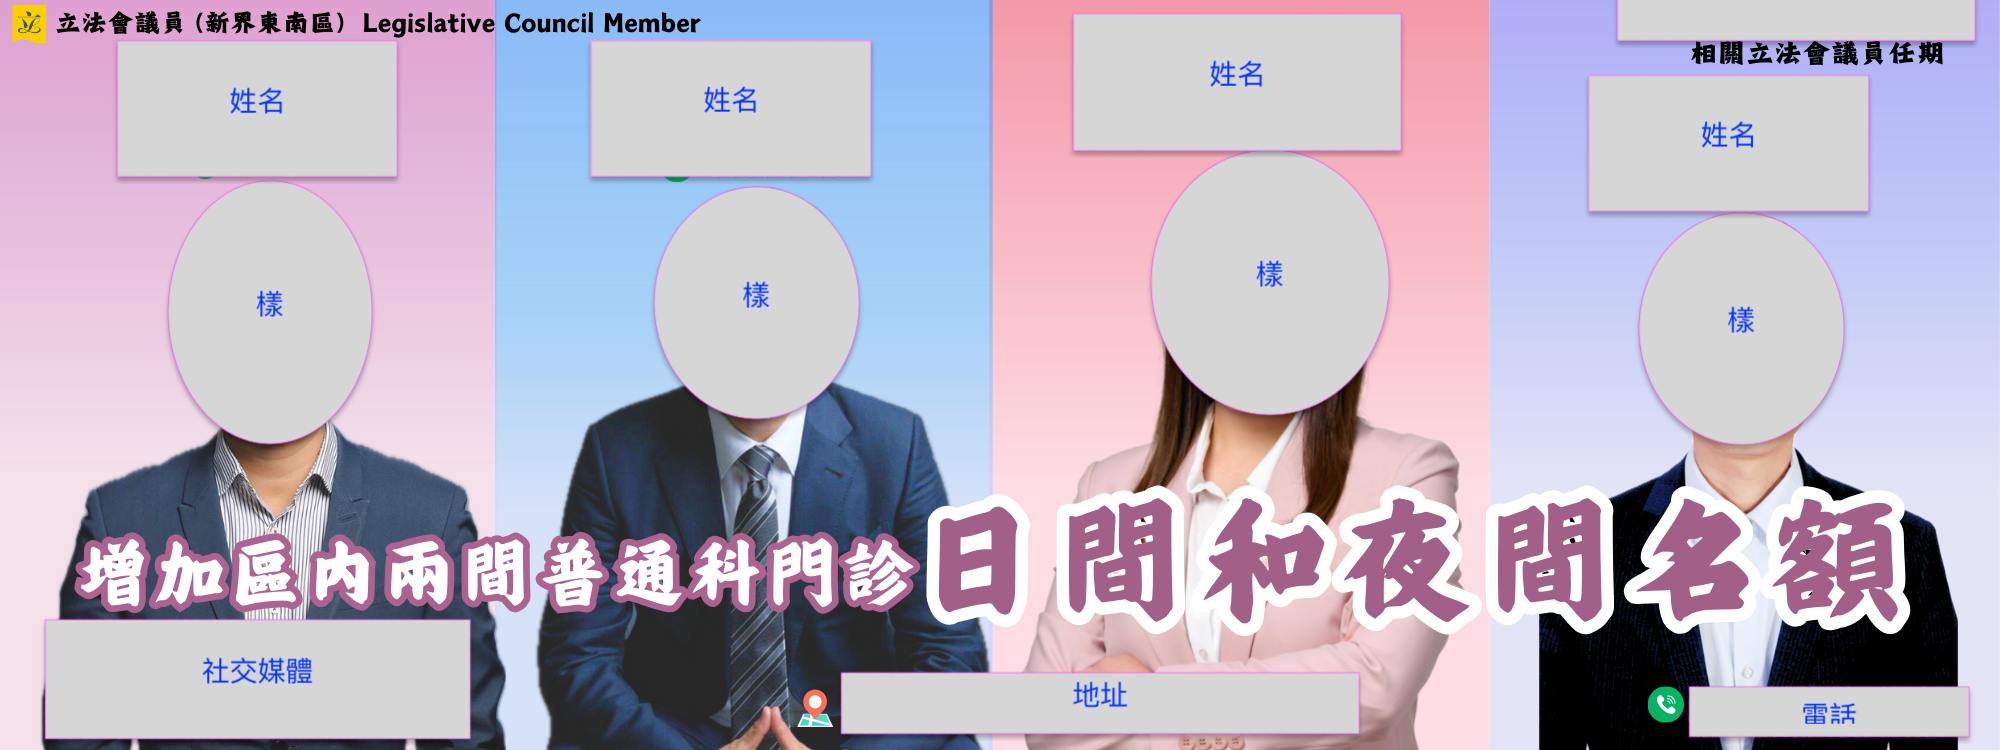 立 立法會議員 (新界東南區) Legislative Council Member
相關立法會議員任期
姓名
姓名
姓名
姓名
樣
樣
樣
樣
增加區內兩間普通科門診日間和夜間名額
社交媒體
地址
電話